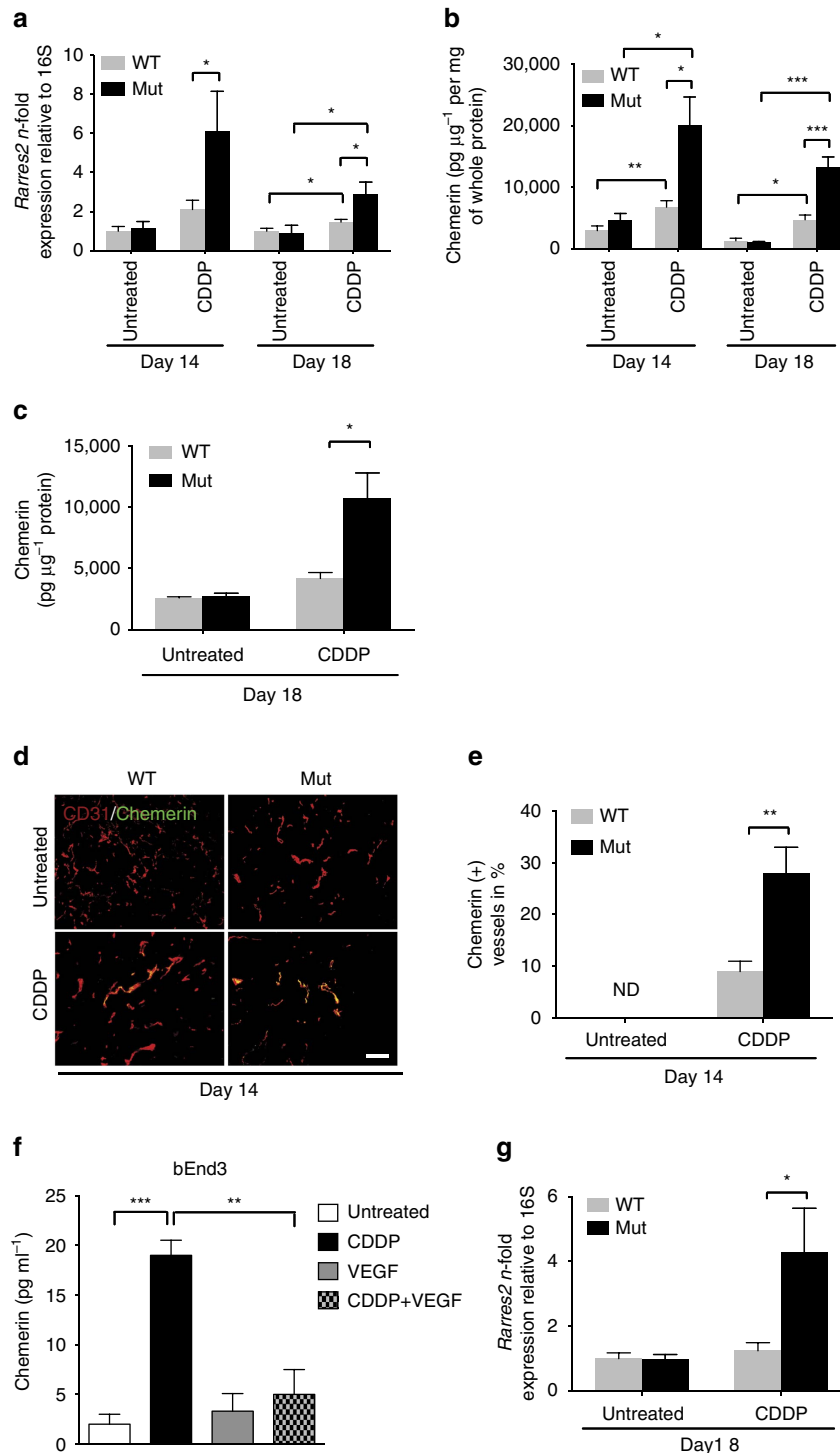 a
Rarres2 n-fold
expression relative to 16S
10
8
6
4
2
0
WT
Mut
*
*
*
*
Untreated
CDDP
Untreated
CDDP
Day 14
Day 18
b
Chemerin (pg μg⁻¹ per mg
of whole protein)
30,000
20,000
10,000
0
WT
Mut
*
*
**
***
***
*
Untreated
CDDP
Untreated
CDDP
Day 14
Day 18
c
Chemerin
(pg μg⁻¹ protein)
15,000
10,000
5,000
0
WT
Mut
*
Untreated
CDDP
Day 18
d
WT
Mut
CD31/Chemerin
Untreated
CDDP
Day 14
e
Chemerin (+)
vessels in %
40
30
20
10
0
WT
Mut
**
ND
Untreated
CDDP
Day 14
f
bEnd3
Chemerin (pg ml⁻¹)
25
20
15
10
5
0
***
**
Untreated
CDDP
VEGF
CDDP+VEGF
g
Rarres2 n-fold
expression relative to 16S
6
4
2
0
WT
Mut
*
Untreated
CDDP
Day1 8